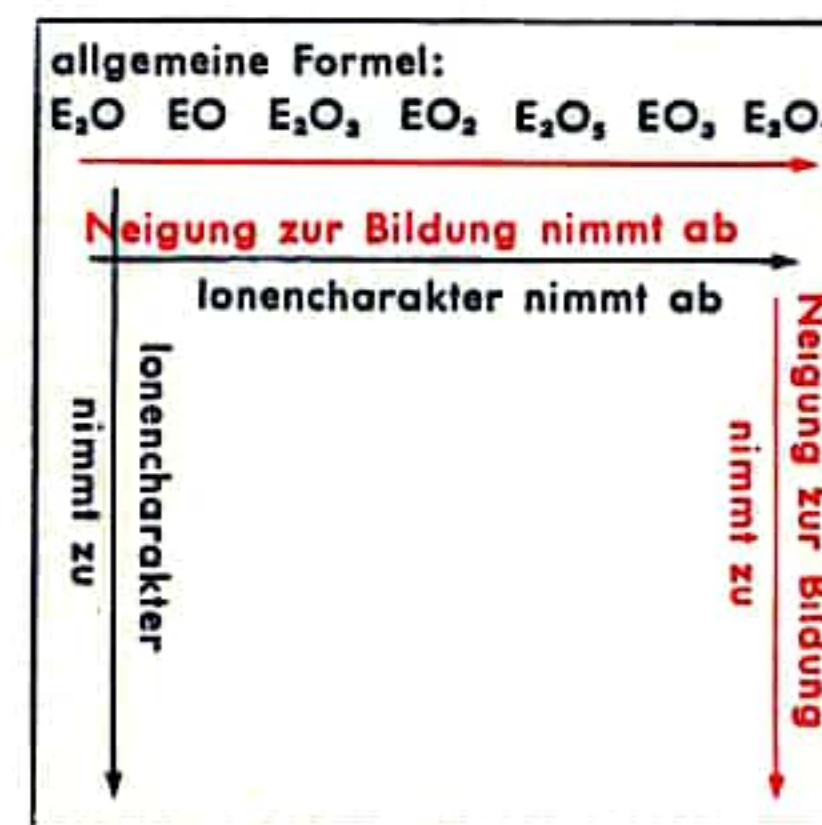 allgemeine Formel:
E₂O EO E₂O₃ EO₂ E₂O₅ EO₃ E₂O
Neigung zur Bildung nimmt ab
Ionencharakter nimmt ab
Ionencharakter
nimmt zu
Neigung zur Bildung
nimmt zu